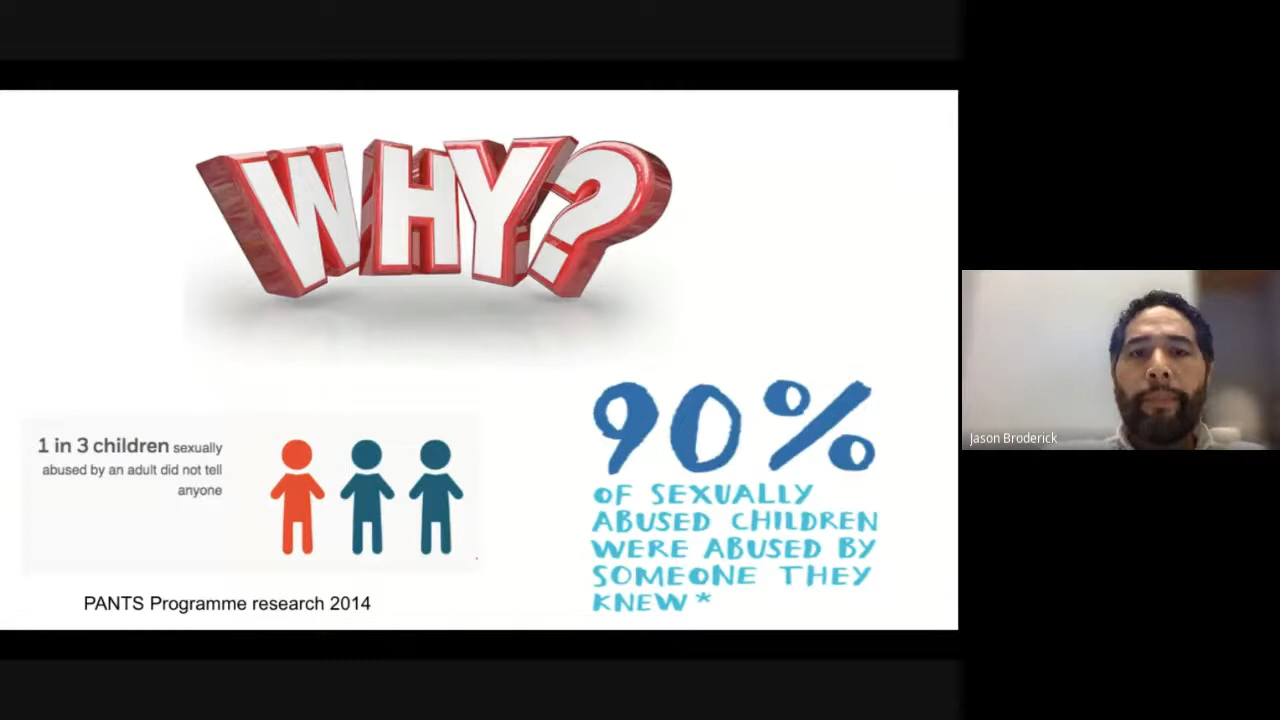 WHY?
1 in 3 children sexually
abused by an adult did not tell
anyone
PANTS Programme research 2014
90%
OF SEXUALLY
ABUSED CHILDREN
WERE ABUSED BY
SOMEONE THEY
KNEW*
Jason Broderick